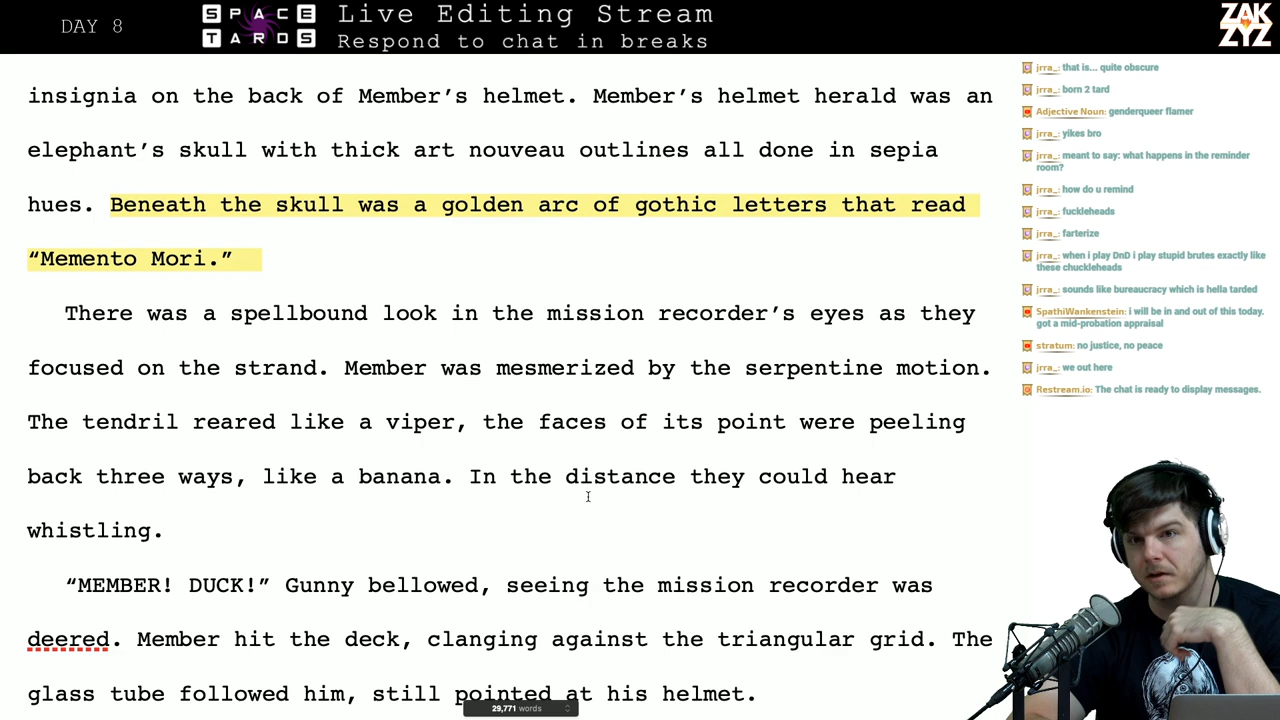 DAY 8
SPACE
TARDS
Live Editing Stream
Respond to chat in breaks
ZAK
ZYZ
insignia on the back of Member’s helmet. Member’s helmet herald was an
elephant’s skull with thick art nouveau outlines all done in sepia
hues. Beneath the skull was a golden arc of gothic letters that read
“Memento Mori.”
There was a spellbound look in the mission recorder’s eyes as they
focused on the strand. Member was mesmerized by the serpentine motion.
The tendril reared like a viper, the faces of its point were peeling
back three ways, like a banana. In the distance they could hear
whistling.
“MEMBER! DUCK!” Gunny bellowed, seeing the mission recorder was
deered. Member hit the deck, clanging against the triangular grid. The
glass tube followed him, still pointed at his helmet.
29,771 words
jrra_: that is... quite obscure
jrra_: born 2 tard
Adjective Noun: genderqueer flamer
jrra_: yikes bro
jrra_: meant to say: what happens in the reminder
room?
jrra_: how do u remind
jrra_: fuckleheads
jrra_: farterize
jrra_: when i play DnD i play stupid brutes exactly like
these chuckleheads
jrra_: sounds like bureaucracy which is hella tarded
SpathiWankenstein: i will be in and out of this today.
got a mid-probation appraisal
stratum: no justice, no peace
jrra_: we out here
Restream.io: The chat is ready to display messages.